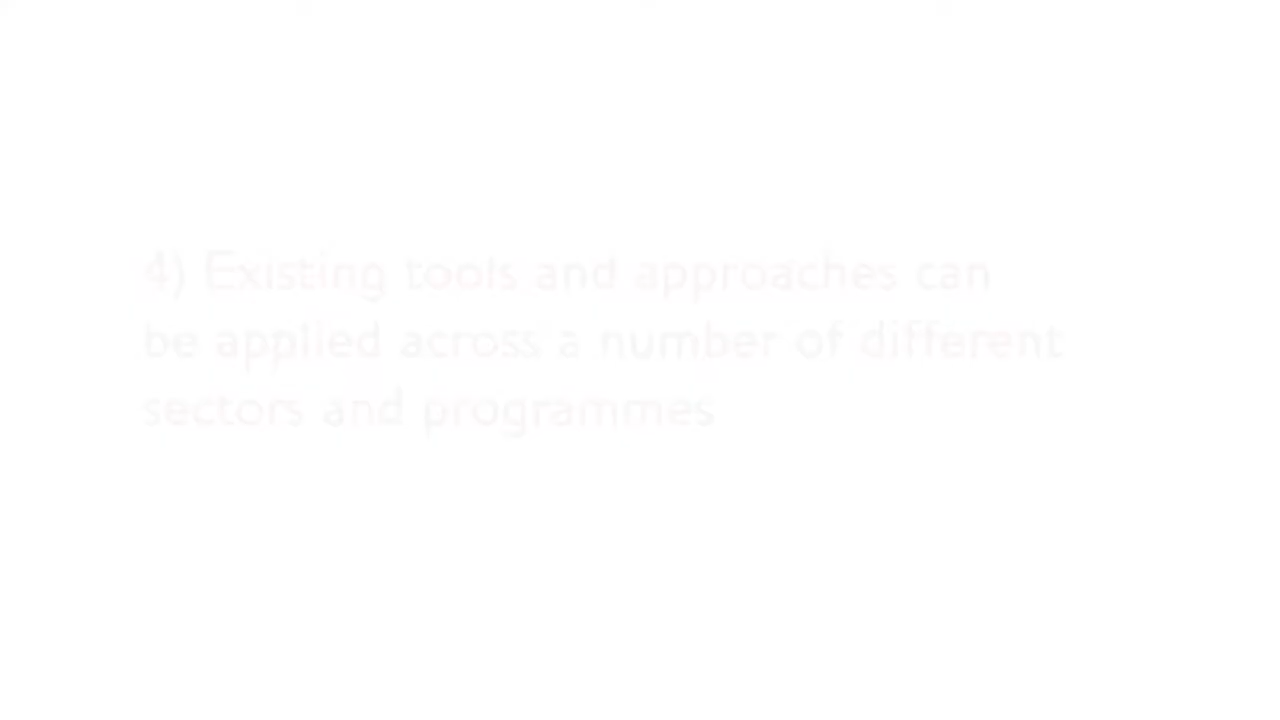 4) Existing tools and approaches can
be applied across a number of different
sectors and programmes